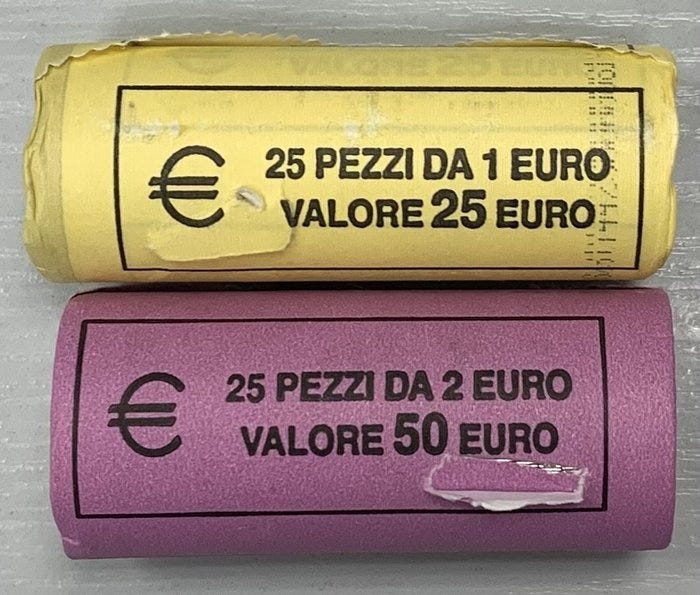 € 25 PEZZI DA 1 EURO
VALORE 25 EURO
€ 25 PEZZI DA 2 EURO
VALORE 50 EURO